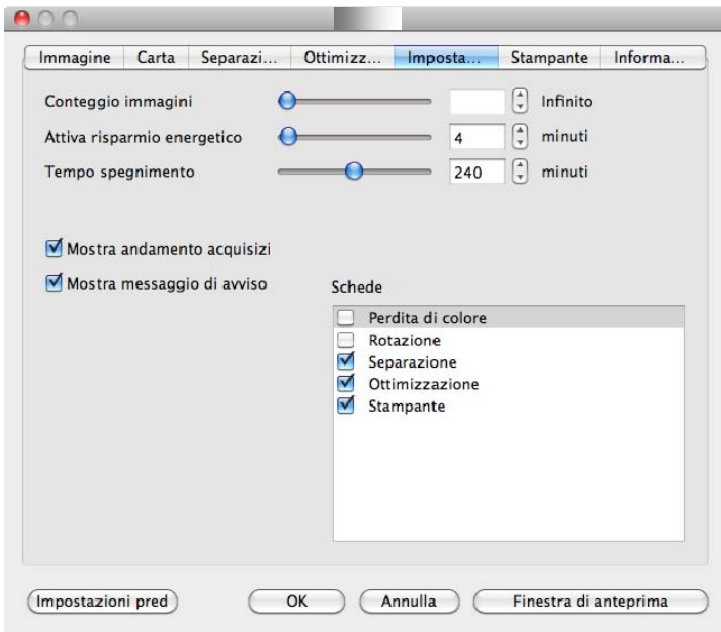 Immagine Carta Separazi... Ottimizz... Imposta... Stampante Informa...
Conteggio immagini Infinito
Attiva risparmio energetico 4 minuti
Tempo spegnimento 240 minuti
Mostra andamento acquisizi
Mostra messaggio di avviso
Schede
Perdita di colore
Rotazione
Separazione
Ottimizzazione
Stampante
Impostazioni pred OK Annulla Finestra di anteprima